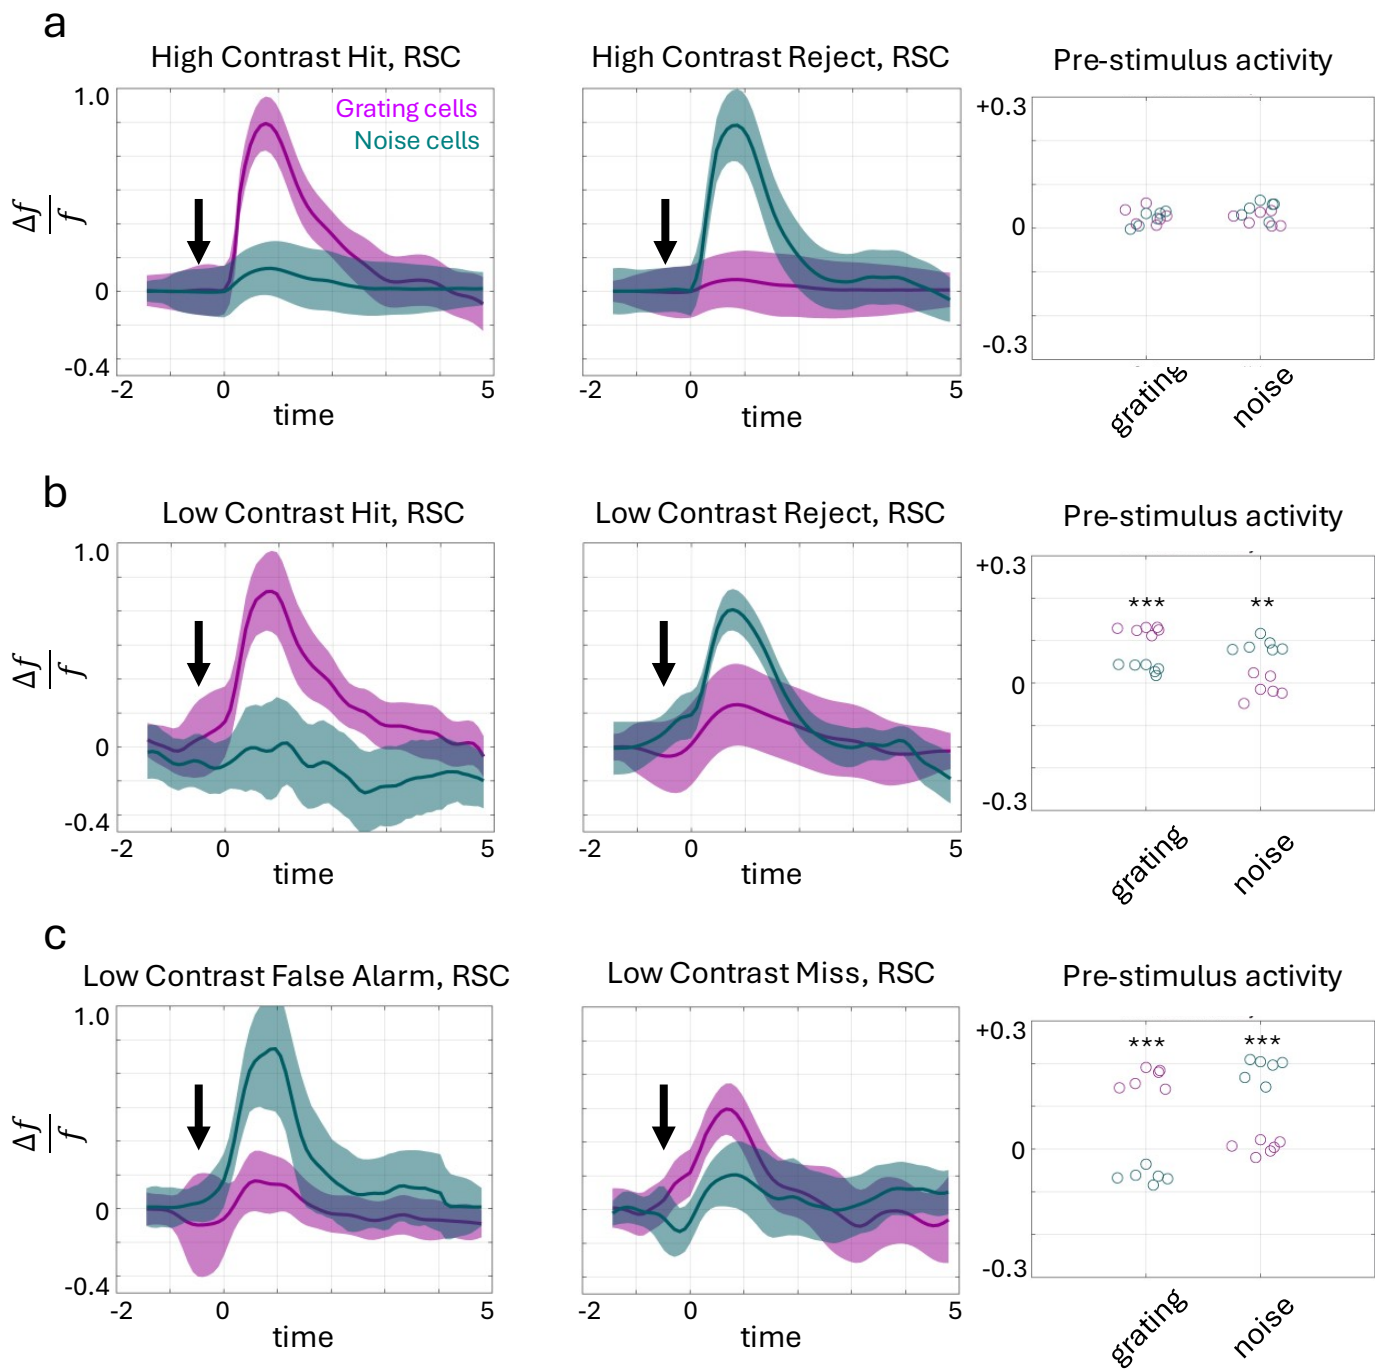 a
High Contrast Hit, RSC
High Contrast Reject, RSC
Pre-stimulus activity
Grating cells
Noise cells
Δf
f
1.0
0
-0.4
-2
0
5
time
-2
0
5
time
+0.3
0
-0.3
grating
noise
b
Low Contrast Hit, RSC
Low Contrast Reject, RSC
Pre-stimulus activity
Δf
f
1.0
0
-0.4
-2
0
5
time
-2
0
5
time
+0.3
0
-0.3
***
**
grating
noise
c
Low Contrast False Alarm, RSC
Low Contrast Miss, RSC
Pre-stimulus activity
Δf
f
1.0
0
-0.4
-2
0
5
time
-2
0
5
time
+0.3
0
-0.3
***
***
grating
noise